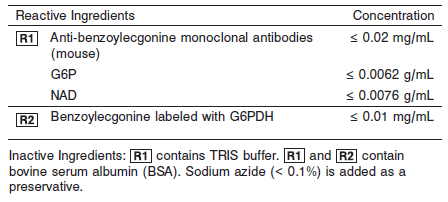 Reactive Ingredients Concentration
R1 Anti-benzoylecgonine monoclonal antibodies ≤ 0.02 mg/mL
(mouse)
G6P ≤ 0.0062 g/mL
NAD ≤ 0.0076 g/mL
R2 Benzoylecgonine labeled with G6PDH ≤ 0.01 mg/mL
Inactive Ingredients: R1 contains TRIS buffer. R1 and R2 contain
bovine serum albumin (BSA). Sodium azide (< 0.1%) is added as a
preservative.